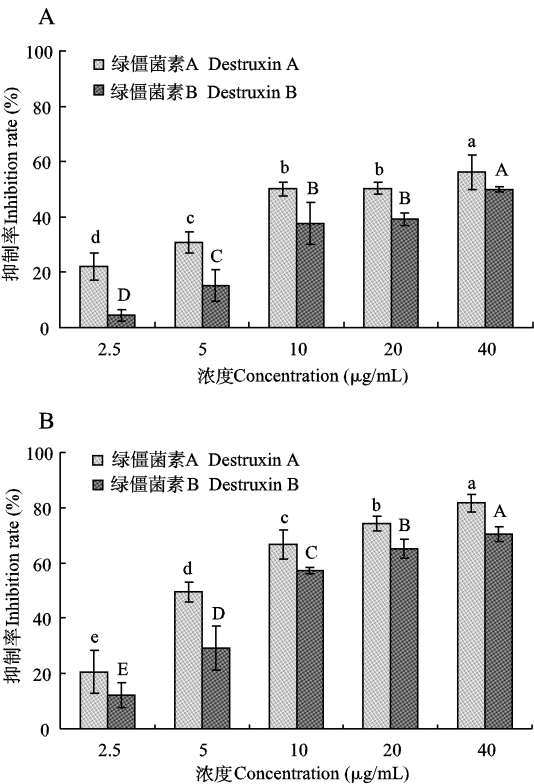 A
100
80
60
40
20
0
抑制率Inhibition rate (%)
绿僵菌素A Destruxin A
绿僵菌素B Destruxin B
d
D
c
C
b
B
b
B
a
A
2.5 5 10 20 40
浓度Concentration (μg/mL)
B
100
80
60
40
20
0
抑制率Inhibition rate (%)
绿僵菌素A Destruxin A
绿僵菌素B Destruxin B
e
E
d
D
c
C
b
B
a
A
2.5 5 10 20 40
浓度Concentration (μg/mL)